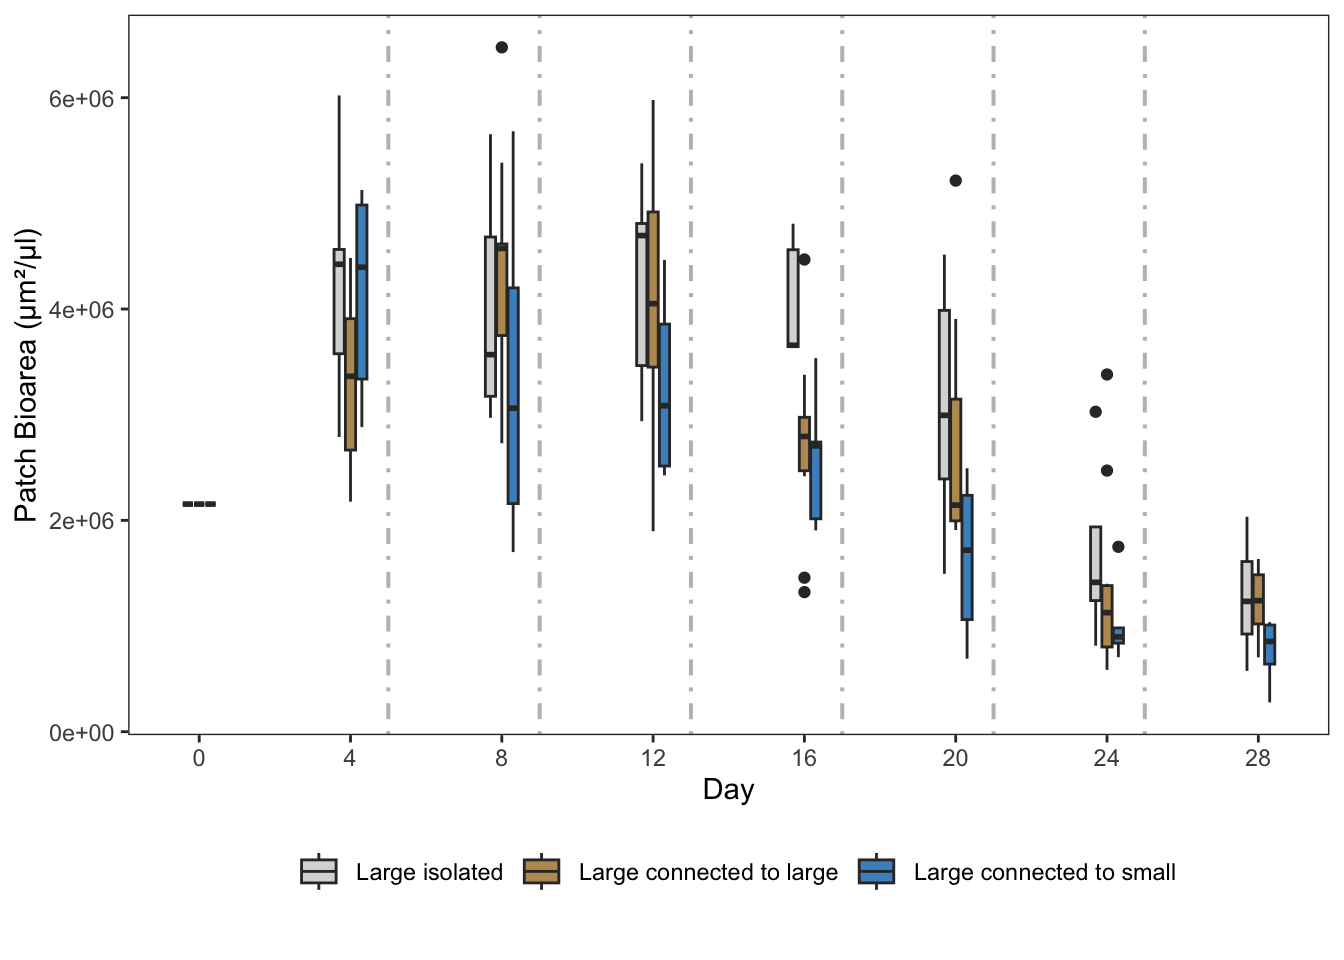 Patch Bioarea (µm²/µl)
6e+06
4e+06
2e+06
0e+00
0 4 8 12 16 20 24 28
Day
Large isolated Large connected to large Large connected to small